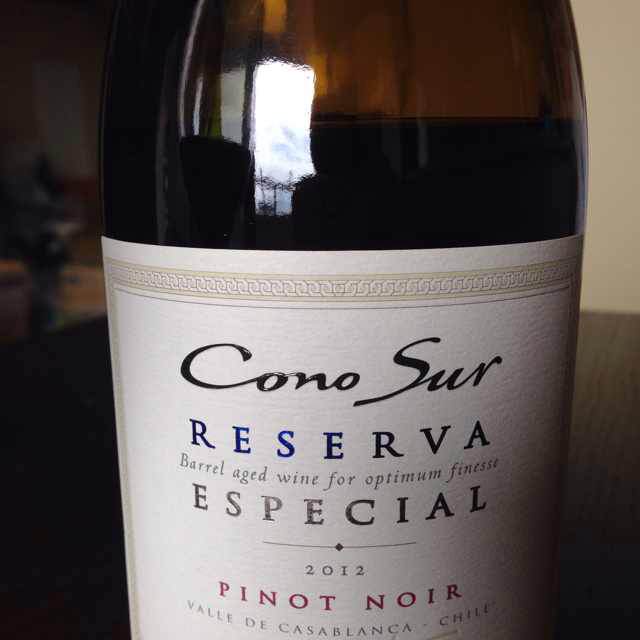 Cono Sur
RESERVA
Barrel aged wine for optimum finesse
ESPECIAL
2012
PINOT NOIR
VALLE DE CASABLANCA - CHILE